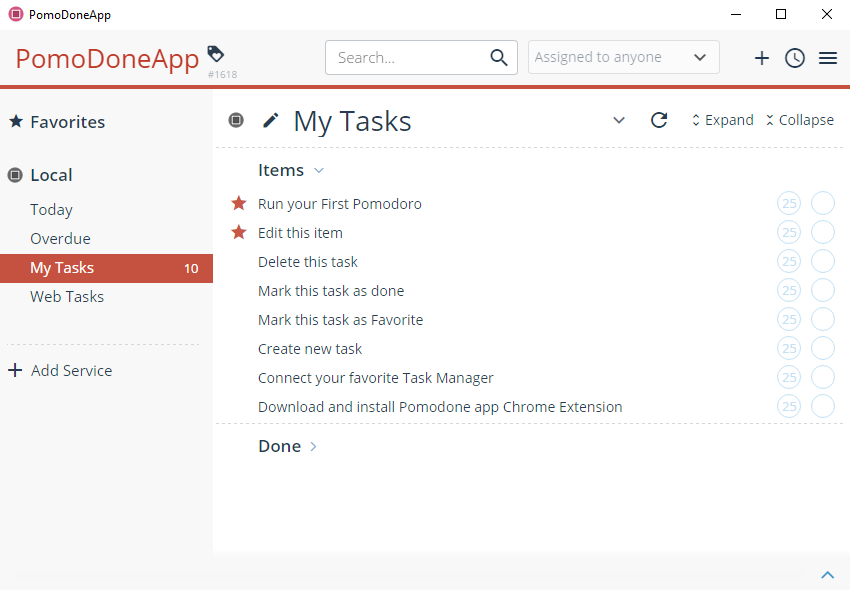 PomoDoneApp
PomoDoneApp
#1618
Search...
Assigned to anyone
Favorites
Local
Today
Overdue
My Tasks 10
Web Tasks
Add Service
My Tasks
Expand
Collapse
Items
Run your First Pomodoro 25
Edit this item 25
Delete this task 25
Mark this task as done 25
Mark this task as Favorite 25
Create new task 25
Connect your favorite Task Manager 25
Download and install Pomodone app Chrome Extension 25
Done